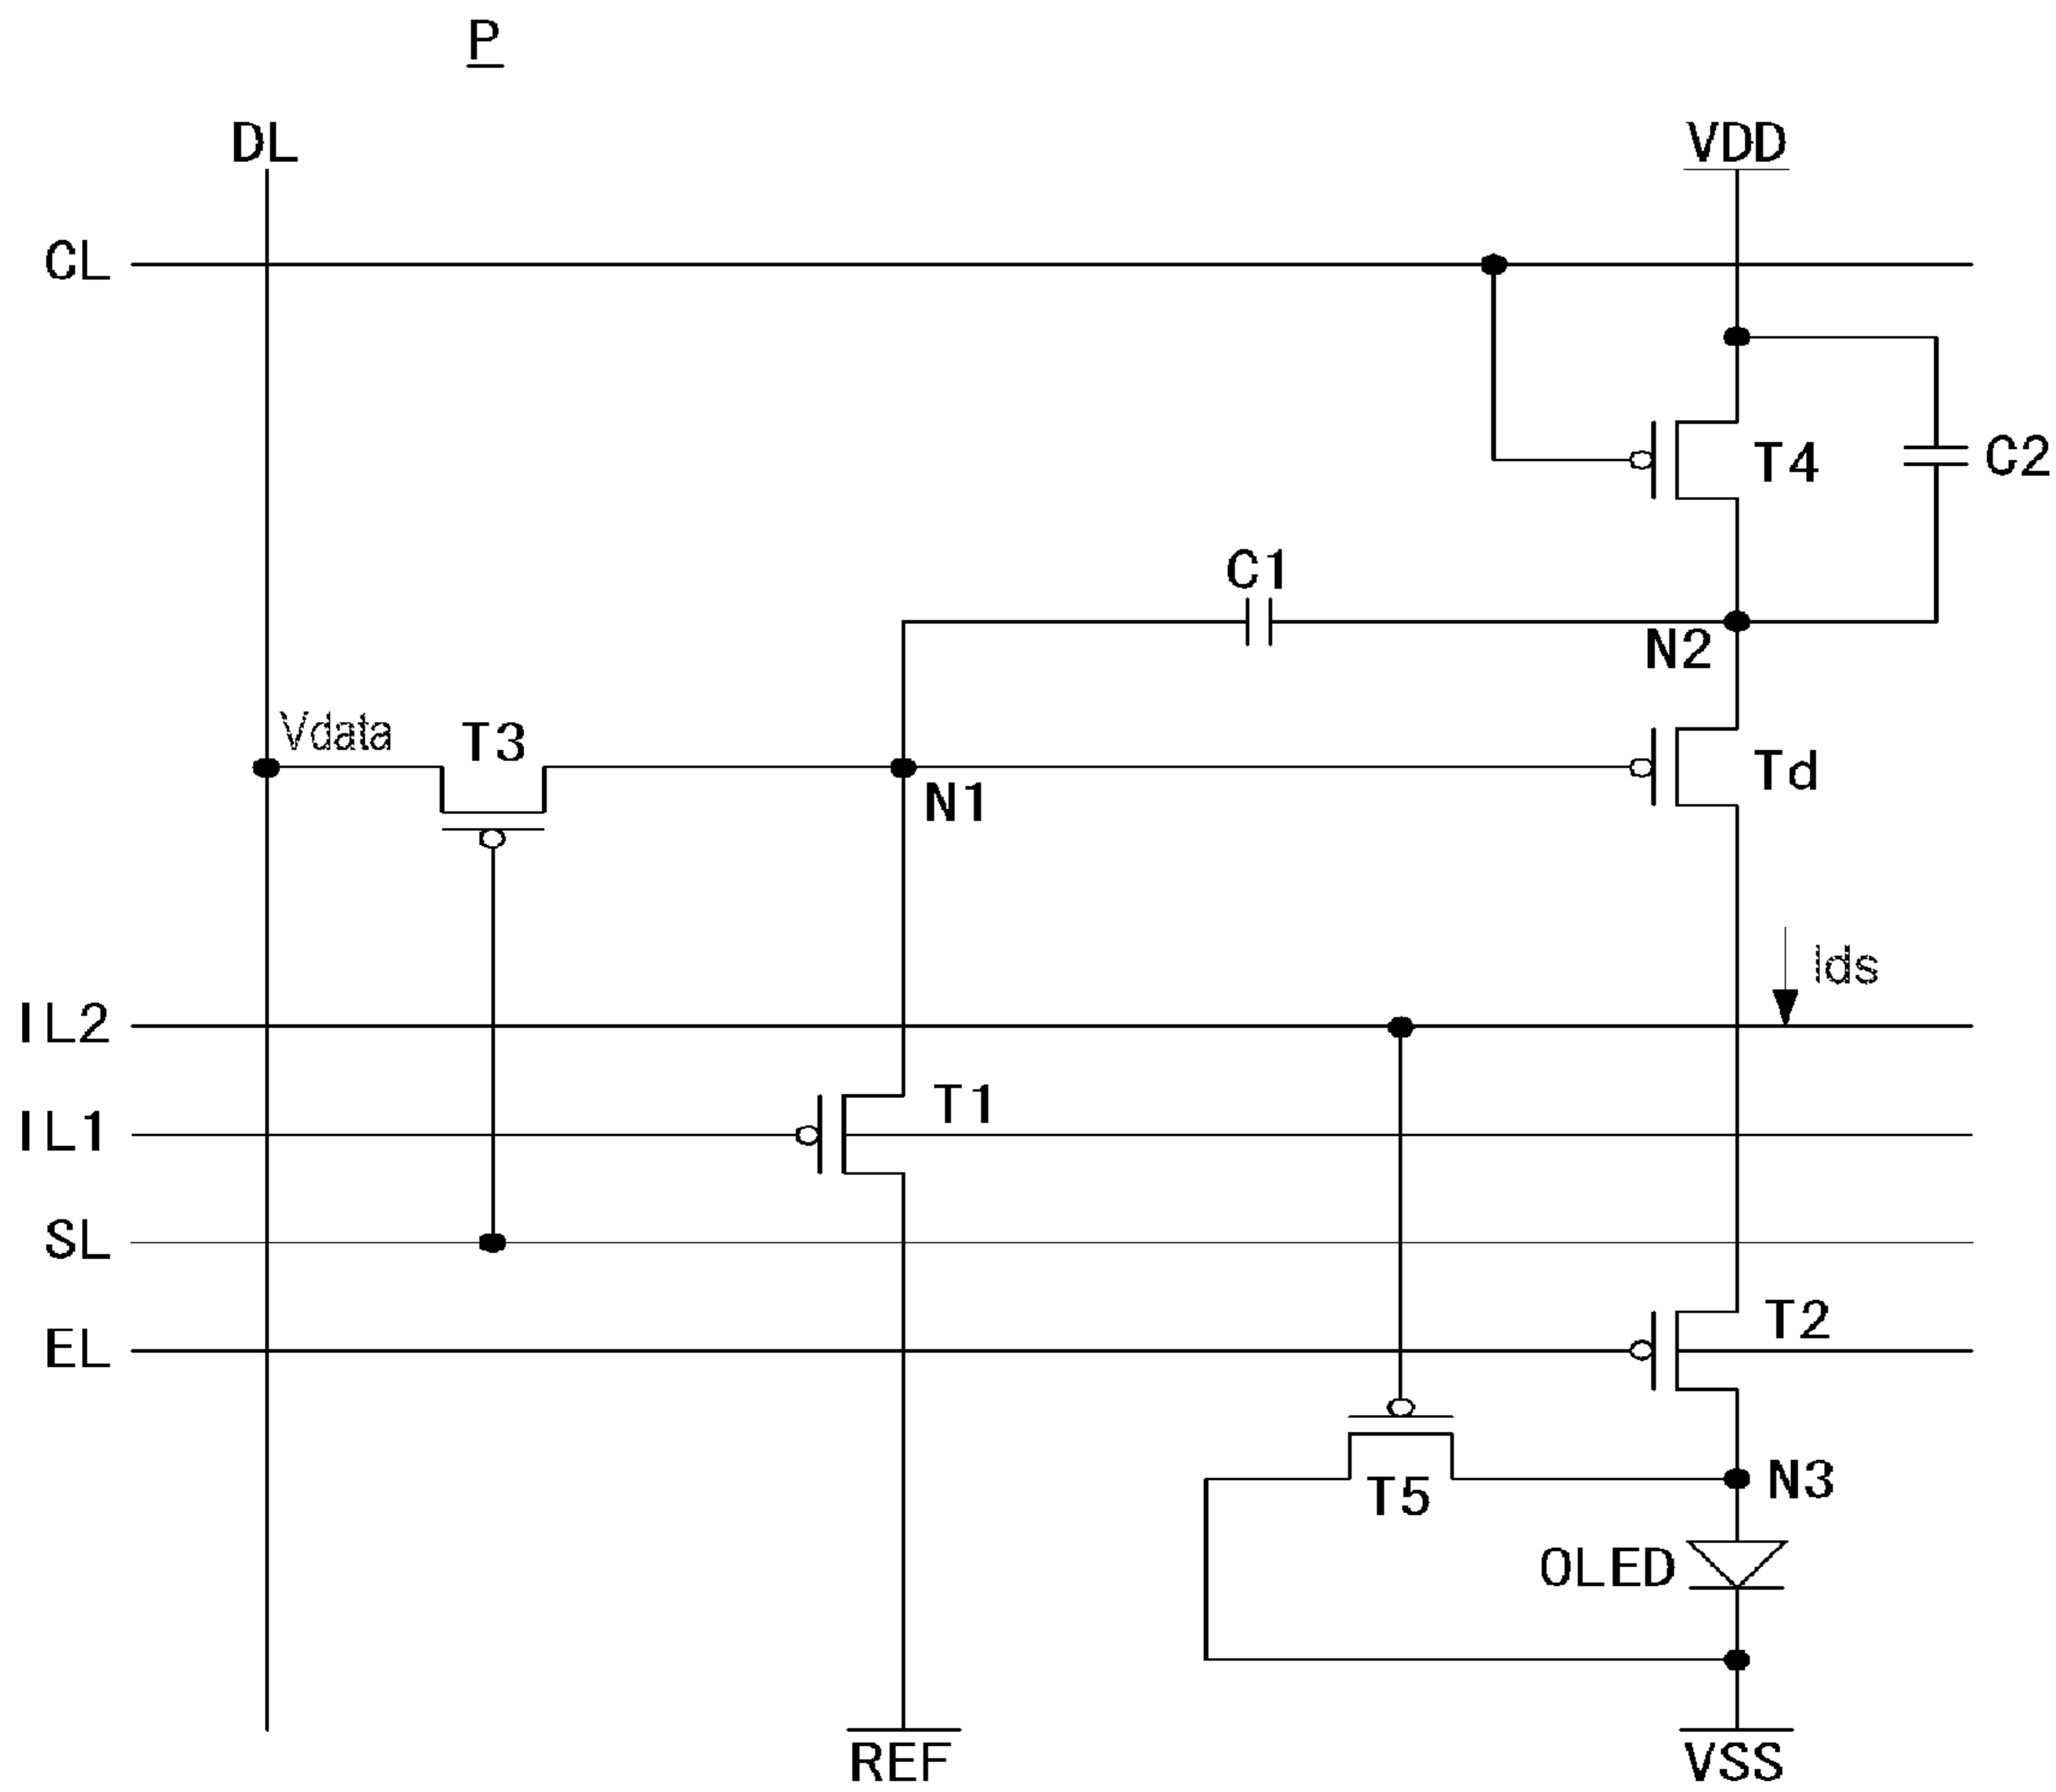 P
DL
VDD
CL
T4
C2
C1
N2
Vdata
T3
Td
N1
Ids
IL2
T1
IL1
SL
T2
EL
N3
T5
OLED
REF
VSS